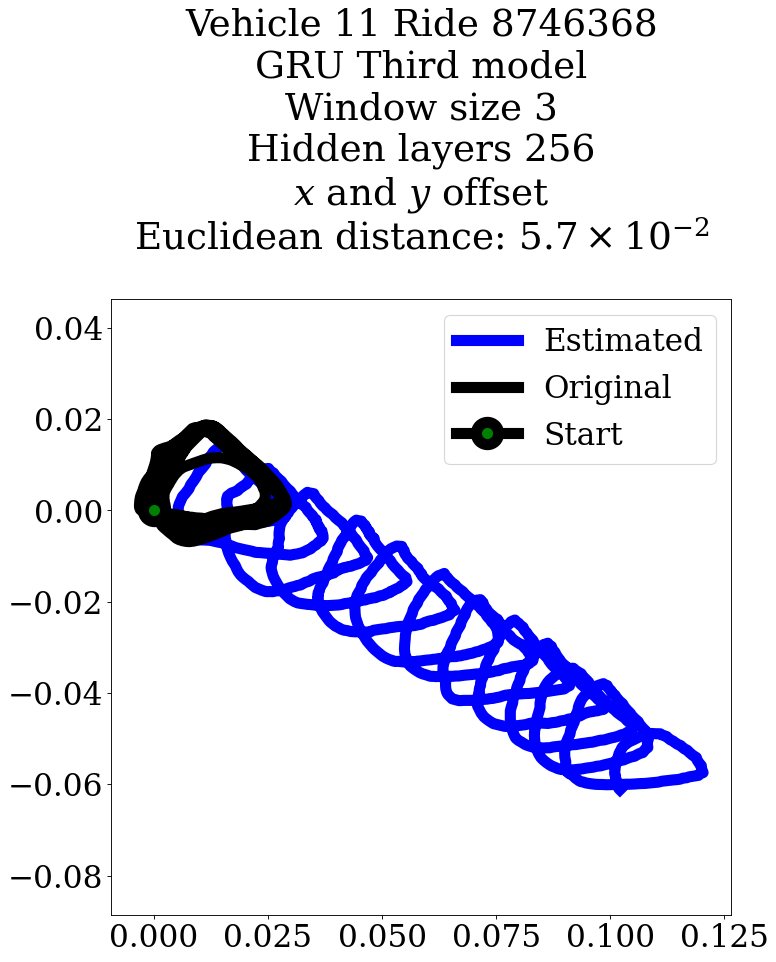 Vehicle 11 Ride 8746368
GRU Third model
Window size 3
Hidden layers 256
x and y offset
Euclidean distance: 5.7 × 10⁻²
Estimated
Original
Start
0.04
0.02
0.00
−0.02
−0.04
−0.06
−0.08
0.000 0.025 0.050 0.075 0.100 0.125